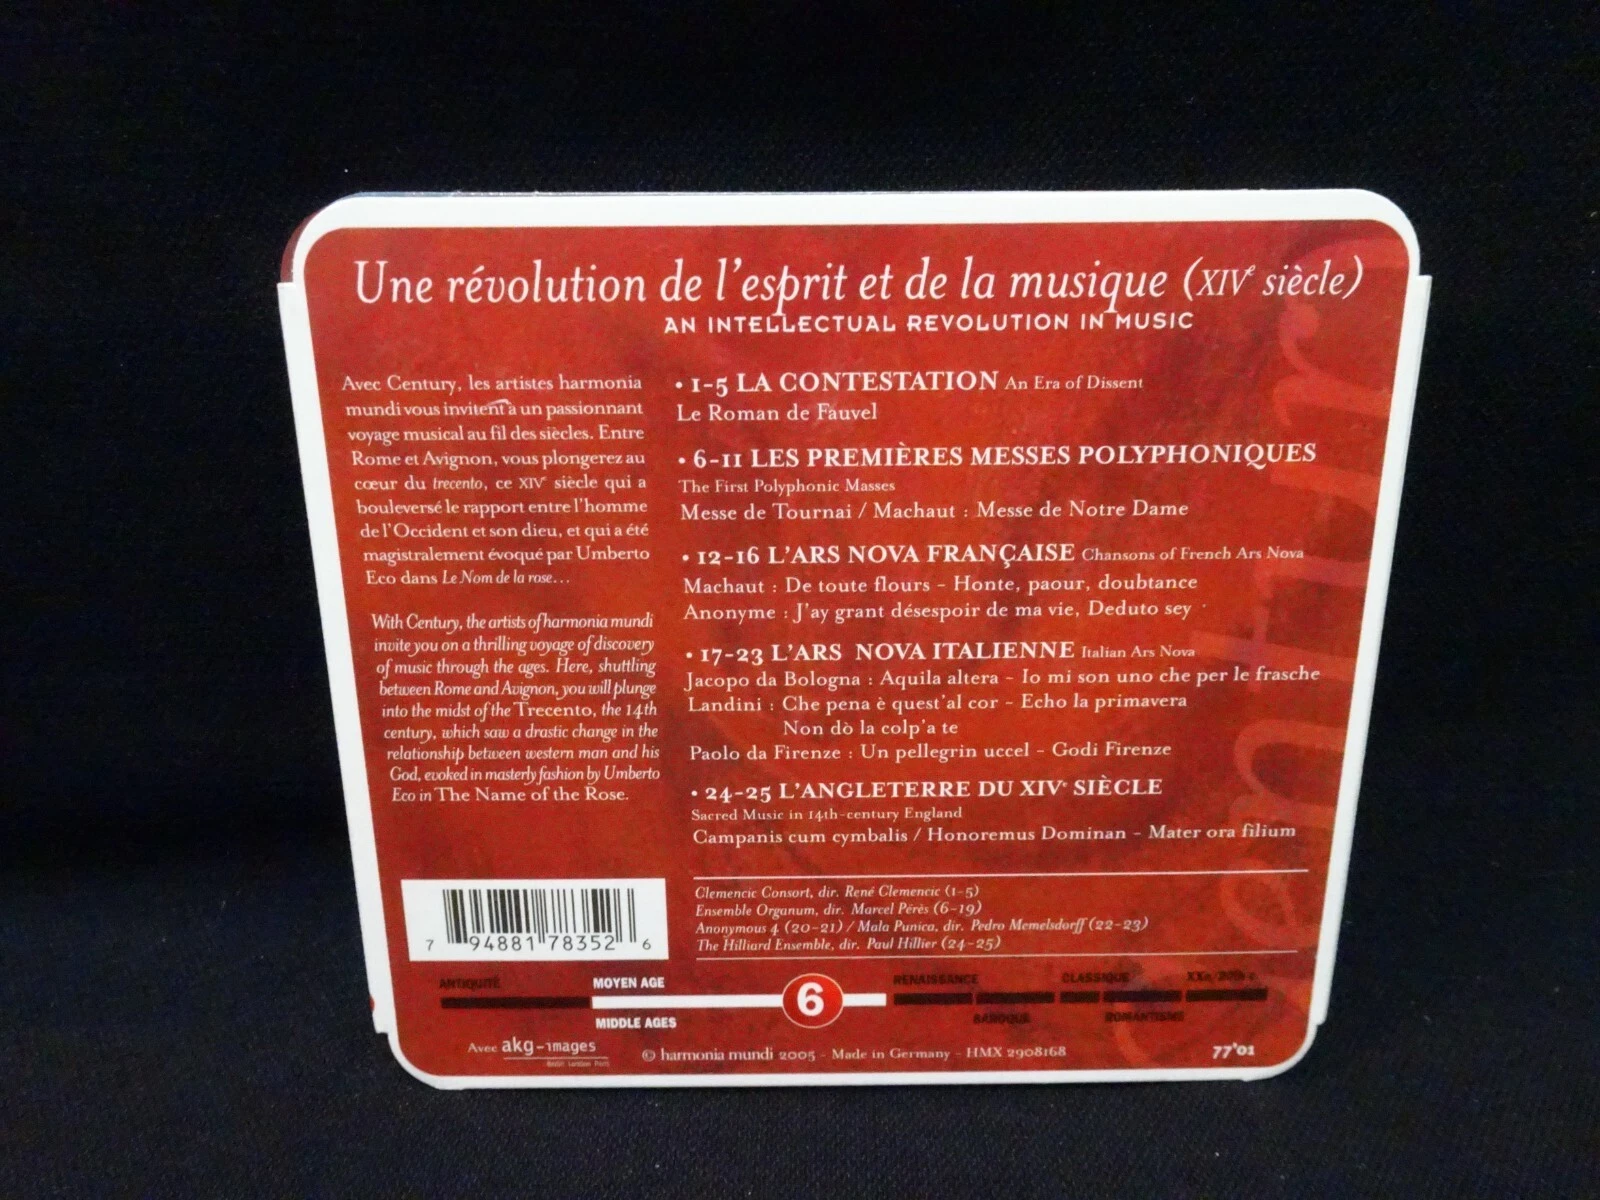 Une révolution de l'esprit et de la musique (XIVe siècle)
AN INTELLECTUAL REVOLUTION IN MUSIC
Avec Century, les artistes harmonia
mundi vous invitent à un passionnant
voyage musical au fil des siècles. Entre
Rome et Avignon, vous plongerez au
cœur du trecento, ce XIVe siècle qui a
bouleversé le rapport entre l'homme
de l'Occident et son dieu, et qui a été
magistralement évoqué par Umberto
Eco dans Le Nom de la rose...
With Century, the artists of harmonia mundi
invite you on a thrilling voyage of discovery
of music through the ages. Here, shuttling
between Rome and Avignon, you will plunge
into the midst of the Trecento, the 14th
century, which saw a drastic change in the
relationship between western man and his
God, evoked in masterly fashion by Umberto
Eco in The Name of the Rose.
• 1-5 LA CONTESTATION An Era of Dissent
Le Roman de Fauvel
• 6-11 LES PREMIÈRES MESSES POLYPHONIQUES
The First Polyphonic Masses
Messe de Tournai / Machaut : Messe de Notre Dame
• 12-16 L'ARS NOVA FRANÇAISE Chansons of French Ars Nova
Machaut : De toute flours - Honte, paour, doubtance
Anonyme : J'ay grant désespoir de ma vie, Deduto sey
• 17-23 L'ARS NOVA ITALIENNE Italian Ars Nova
Jacopo da Bologna : Aquila altera - Io mi son uno che per le frasche
Landini : Che pena è quest'al cor - Echo la primavera
Non dò la colp'a te
Paolo da Firenze : Un pellegrin uccel - Godi Firenze
• 24-25 L'ANGLETERRE DU XIVe SIÈCLE
Sacred Music in 14th-century England
Campanis cum cymbalis / Honoremus Dominan - Mater ora filium
Clemencic Consort, dir. René Clemencic (1-5)
Ensemble Organum, dir. Marcel Pérès (6-19)
Anonymous 4 (20-21) / Mala Punica, dir. Pedro Memelsdorff (22-23)
The Hilliard Ensemble, dir. Paul Hillier (24-25)
century
7 94881 78352 6
ANTIQUITÉ
MOYEN AGE
6
RENAISSANCE
CLASSIQUE
XXe/20th c.
MIDDLE AGES
BAROQUE
ROMANTISME
Avec akg-images
Berlin London Paris
© harmonia mundi 2005 - Made in Germany - HMX 2908168
77'01